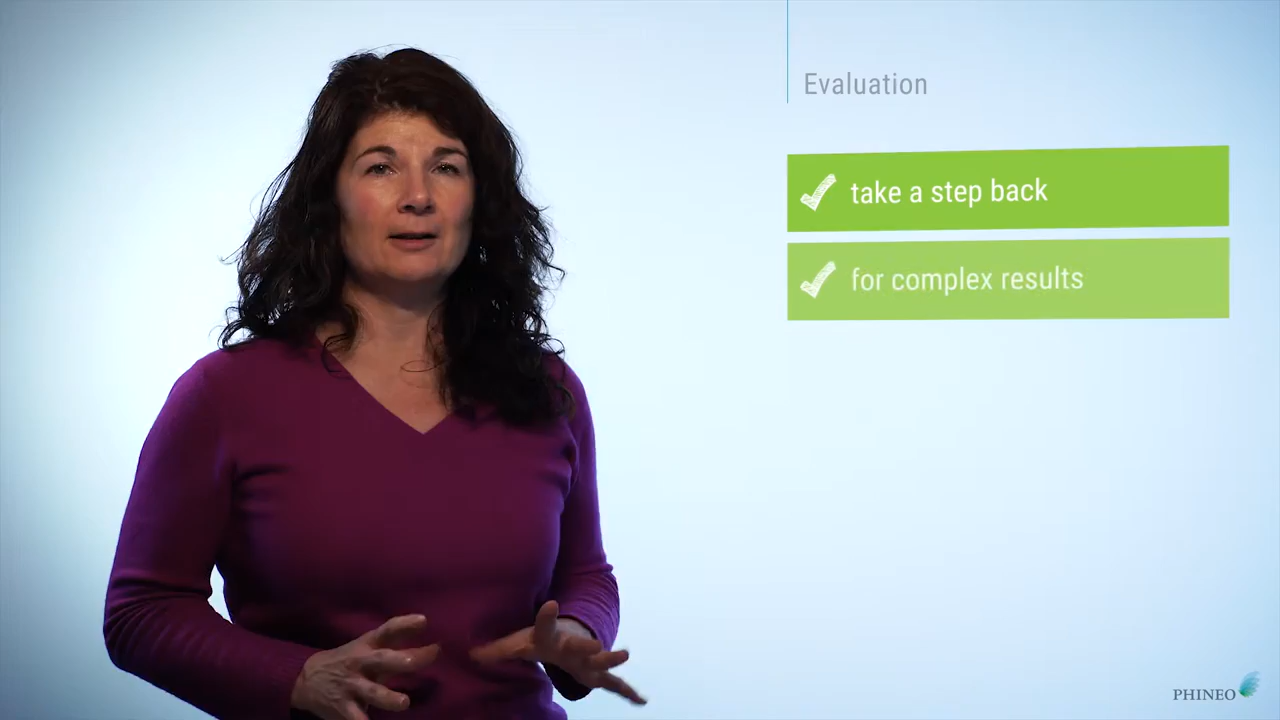 Evaluation
take a step back
for complex results
PHINEO